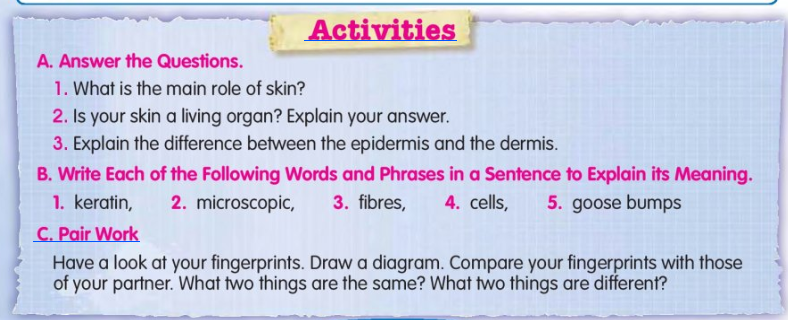 Activities
A. Answer the Questions.
1. What is the main role of skin?
2. Is your skin a living organ? Explain your answer.
3. Explain the difference between the epidermis and the dermis.
B. Write Each of the Following Words and Phrases in a Sentence to Explain its Meaning.
1. keratin, 2. microscopic, 3. fibres, 4. cells, 5. goose bumps
C. Pair Work
Have a look at your fingerprints. Draw a diagram. Compare your fingerprints with those
of your partner. What two things are the same? What two things are different?